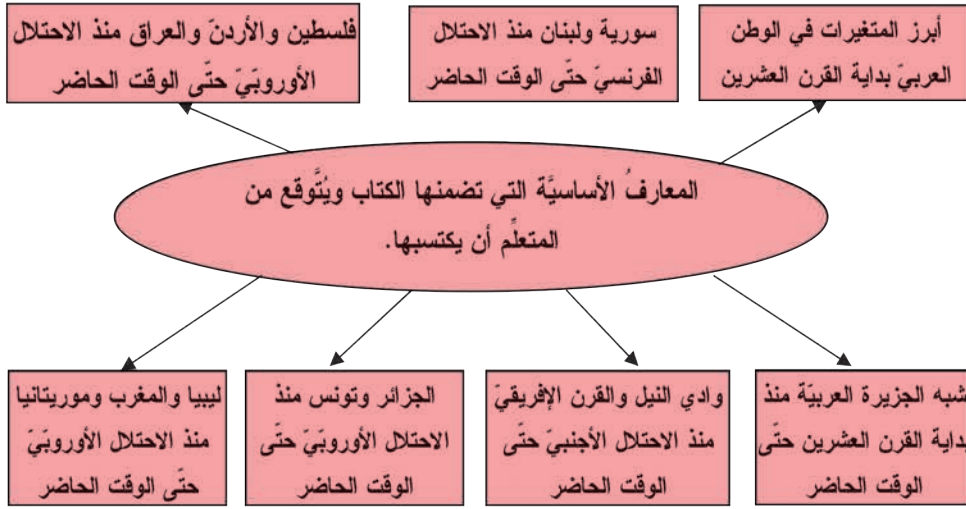 أبرز المتغيرات في الوطن
العربيّ بداية القرن العشرين
سورية ولبنان منذ الاحتلال
الفرنسيّ حتّى الوقت الحاضر
فلسطين والأردنّ والعراق منذ الاحتلال
الأوروبّيّ حتّى الوقت الحاضر
المعارفُ الأساسيَّة التي تضمنها الكتاب ويُتَّوقع من
المتعلِّم أن يكتسبها.
شبه الجزيرة العربيّة منذ
بداية القرن العشرين حتّى
الوقت الحاضر
وادي النيل والقرن الإفريقيّ
منذ الاحتلال الأجنبيّ حتّى
الوقت الحاضر
الجزائر وتونس منذ
الاحتلال الأوروبّيّ حتّى
الوقت الحاضر
ليبيا والمغرب وموريتانيا
منذ الاحتلال الأوروبّيّ
حتّى الوقت الحاضر